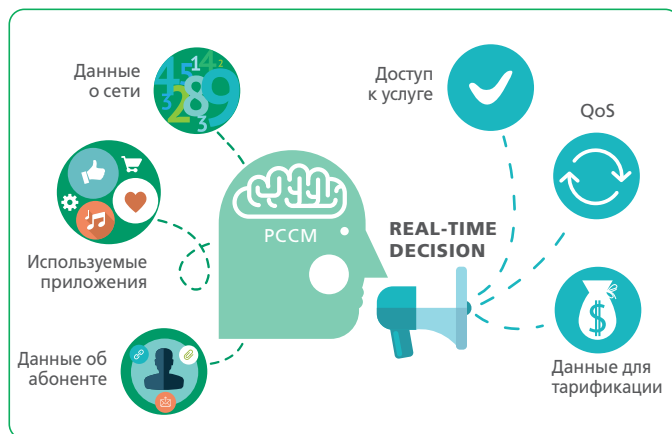 Данные
о сети
Используемые
приложения
Данные об
абоненте
PCCM
REAL-TIME
DECISION
Доступ
к услуге
QoS
Данные для
тарификации
$